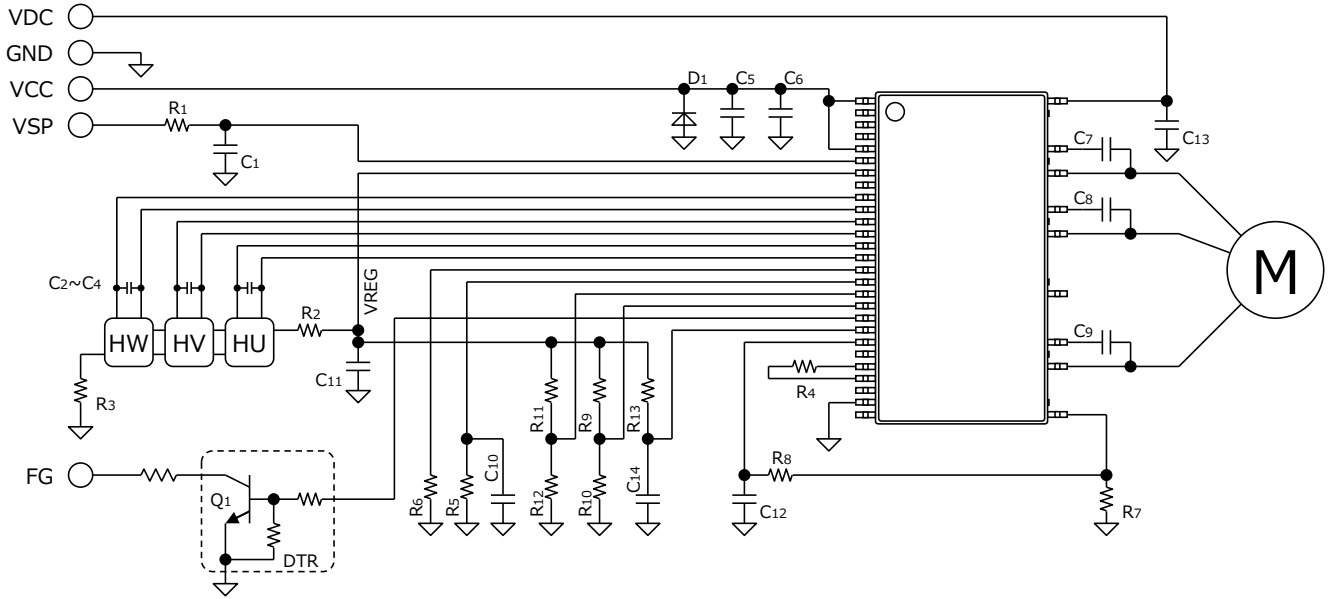 VDC
GND
VCC
VSP
R1
C1
D1
C5
C6
C13
C7
C8
C9
M
C2~C4
HW
HV
HU
R2
VREG
R3
C11
R4
R11
R9
R13
FG
Q1
DTR
R6
R5
C10
R12
R10
C14
R8
C12
R7